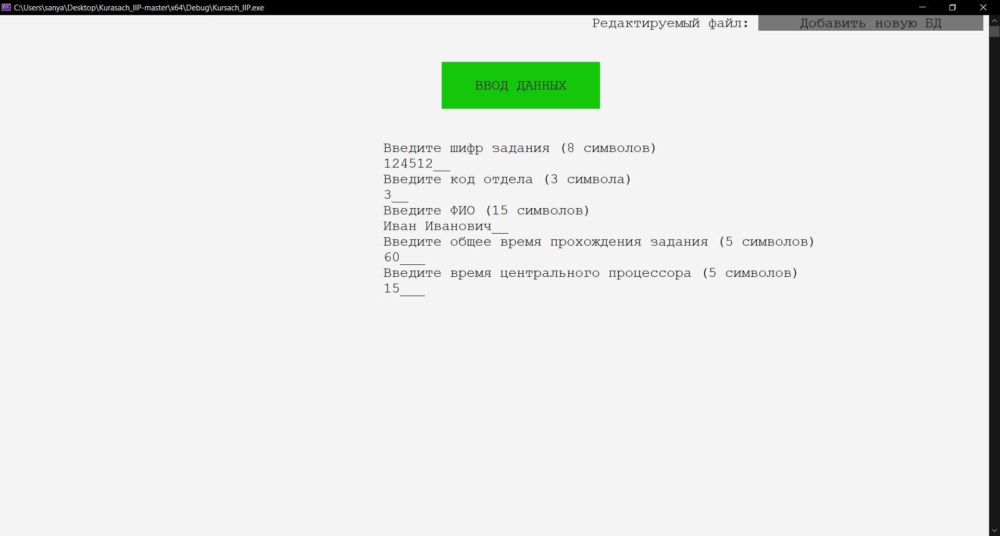 C:\Users\sanya\Desktop\Kurasach_IIP-master\x64\Debug\Kursach_IIP.exe
Редактируемый файл: Добавить новую БД
ВВОД ДАННЫХ
Введите шифр задания (8 символов)
124512__
Введите код отдела (3 символа)
3__
Введите ФИО (15 символов)
Иван Иванович__
Введите общее время прохождения задания (5 символов)
60___
Введите время центрального процессора (5 символов)
15___